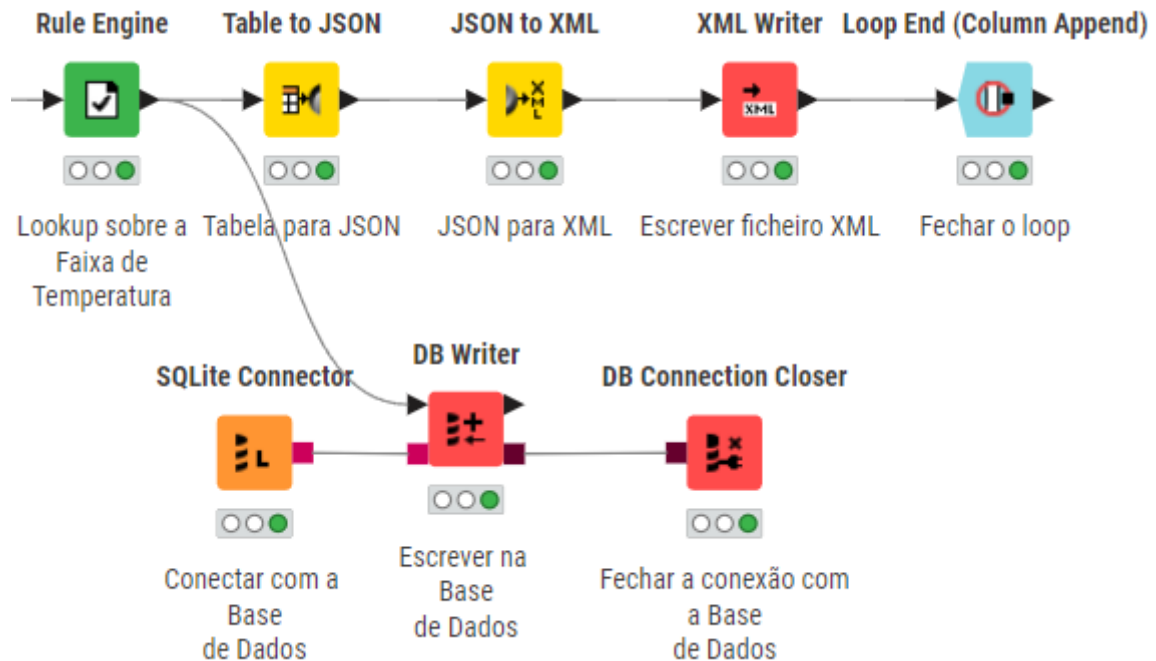 Rule Engine
Table to JSON
JSON to XML
XML Writer
Loop End (Column Append)
XML
XML
Lookup sobre a
Faixa de
Temperatura
Tabela para JSON
JSON para XML
Escrever ficheiro XML
Fechar o loop
SQLite Connector
DB Writer
DB Connection Closer
L
Conectar com a
Base
de Dados
Escrever na
Base
de Dados
Fechar a conexão com
a Base
de Dados